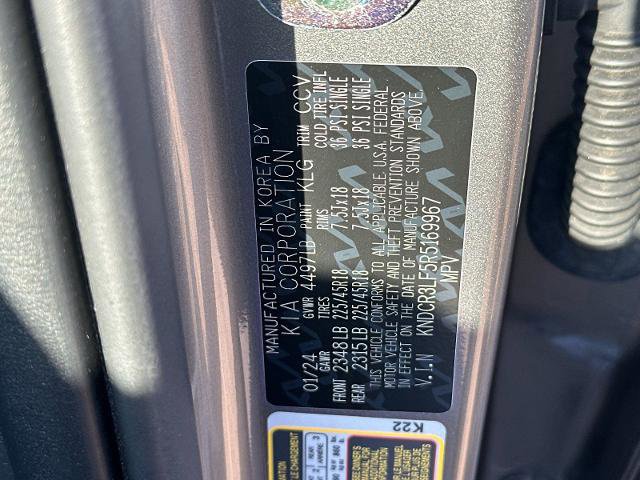 MANUFACTURED IN KOREA BY
KIA CORPORATION
01/24 GVWR 4497LB PAINT KLG TRIM CCV
GAWR TIRES RIMS COLD TIRE INFL
FRONT 2348LB 225/45R18 7.5Jx18 36 PSI SINGLE
REAR 2315LB 225/45R18 7.5Jx18 36 PSI SINGLE
THIS VEHICLE CONFORMS TO ALL APPLICABLE U.S.A. FEDERAL
MOTOR VEHICLE SAFETY AND THEFT PREVENTION STANDARDS
IN EFFECT ON THE DATE OF MANUFACTURE SHOWN ABOVE.
V.I.N KNDCR3LF5R5169967
MPV
K22